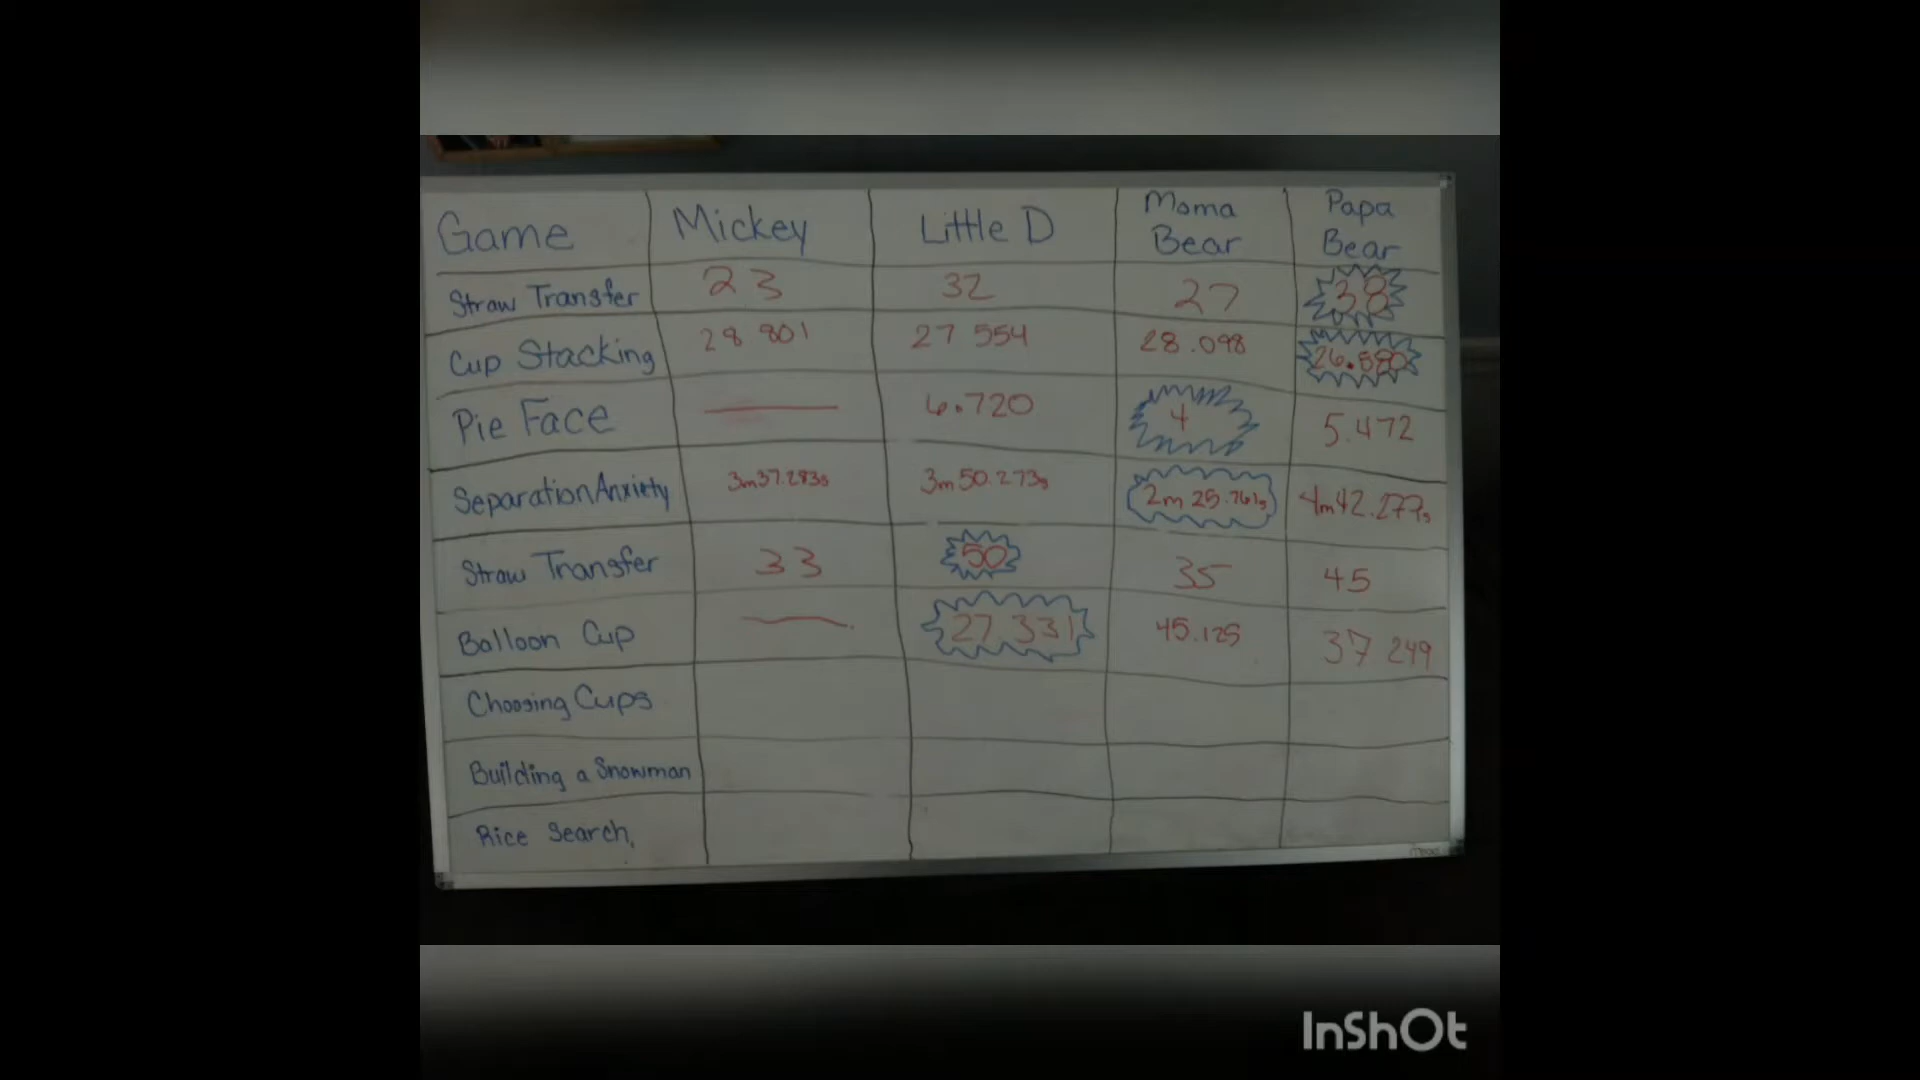 Game Mickey Little D Moma Bear Papa Bear
Straw Transfer 23 32 27 38
Cup Stacking 28 801 27 554 28.098 26.580
Pie Face 6.720 4 5.472
Separation Anxiety 3m37.283s 3m50.273s 2m25.761s 4m42.277s
Straw Transfer 33 50 35 45
Balloon Cup 27.331 45.125 37 249
Choosing Cups
Building a Snowman
Rice Search,
InShOt